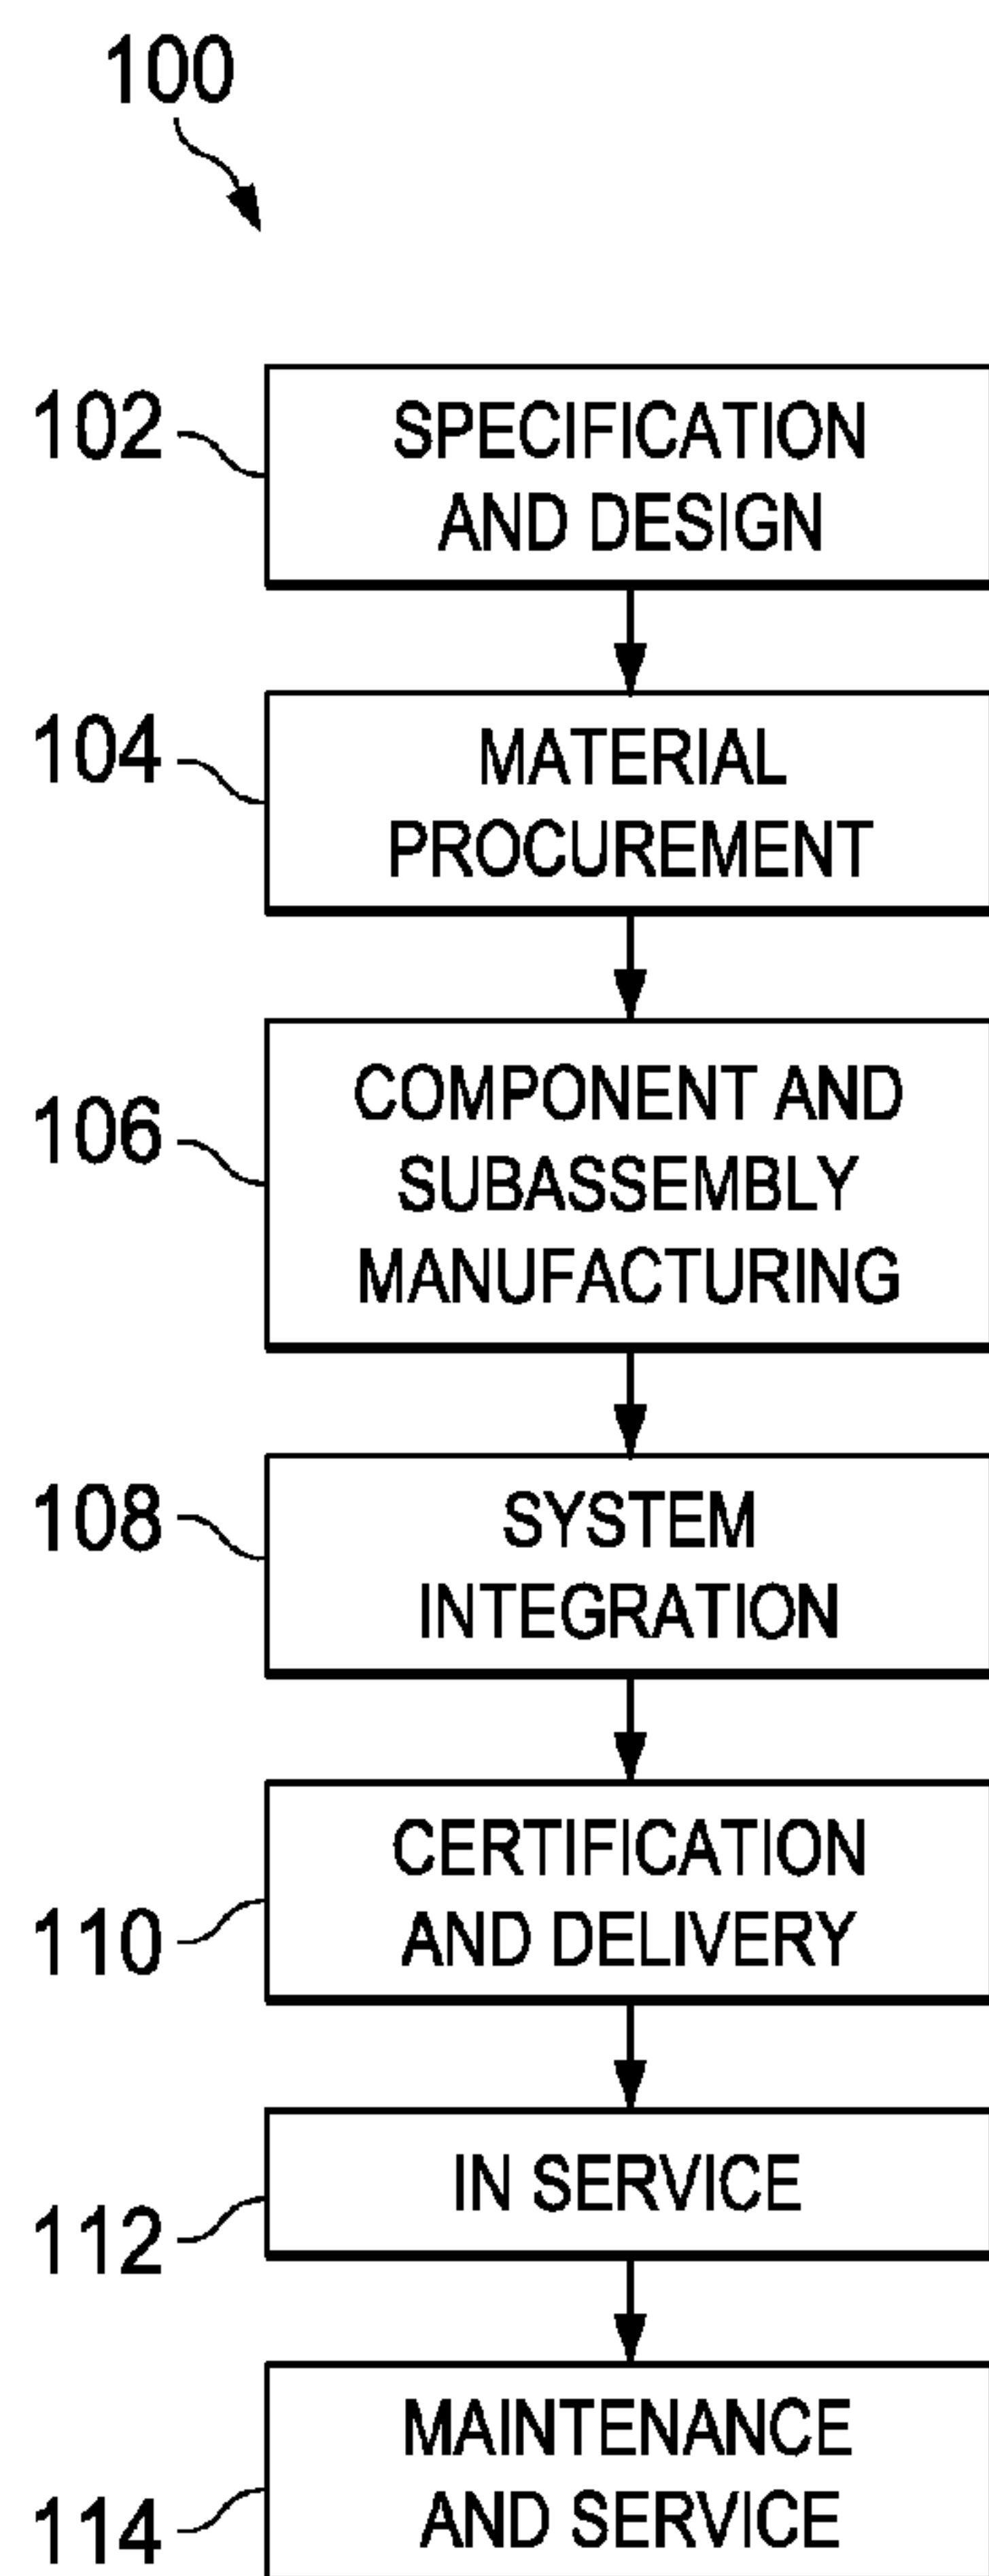 100
102
SPECIFICATION
AND DESIGN
104
MATERIAL
PROCUREMENT
106
COMPONENT AND
SUBASSEMBLY
MANUFACTURING
108
SYSTEM
INTEGRATION
110
CERTIFICATION
AND DELIVERY
112
IN SERVICE
114
MAINTENANCE
AND SERVICE